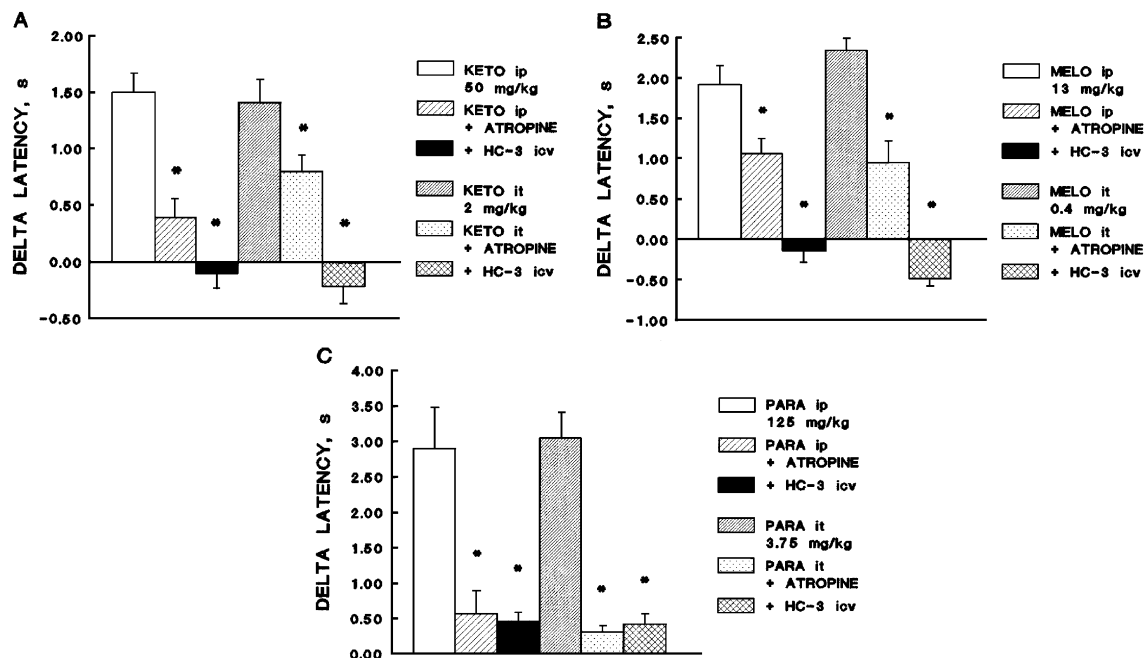 A
DELTA LATENCY, s
2.00
1.50
1.00
0.50
0.00
-0.50
*
*
*
*
KETO ip
50 mg/kg
KETO ip
+ ATROPINE
+ HC-3 icv
KETO it
2 mg/kg
KETO it
+ ATROPINE
+ HC-3 icv
B
DELTA LATENCY, s
2.50
2.00
1.50
1.00
0.50
0.00
-0.50
-1.00
*
*
*
*
MELO ip
13 mg/kg
MELO ip
+ ATROPINE
+ HC-3 icv
MELO it
0.4 mg/kg
MELO it
+ ATROPINE
+ HC-3 icv
C
DELTA LATENCY, s
4.00
3.50
3.00
2.50
2.00
1.50
1.00
0.50
0.00
*
*
*
*
PARA ip
125 mg/kg
PARA ip
+ ATROPINE
+ HC-3 icv
PARA it
3.75 mg/kg
PARA it
+ ATROPINE
+ HC-3 icv